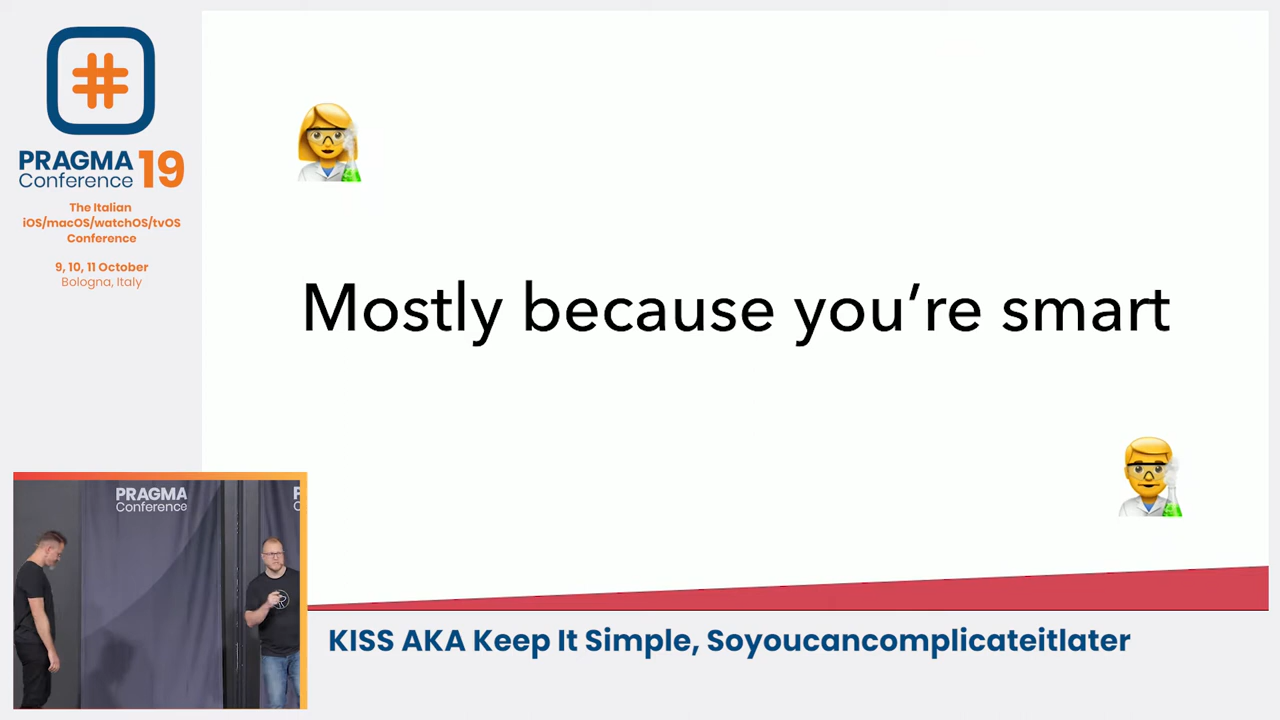 #
PRAGMA 19
Conference
The Italian
iOS/macOS/watchOS/tvOS
Conference
9, 10, 11 October
Bologna, Italy
Mostly because you’re smart
PRAGMA
Conference
P
C
KISS AKA Keep It Simple, Soyoucancomplicateitlater